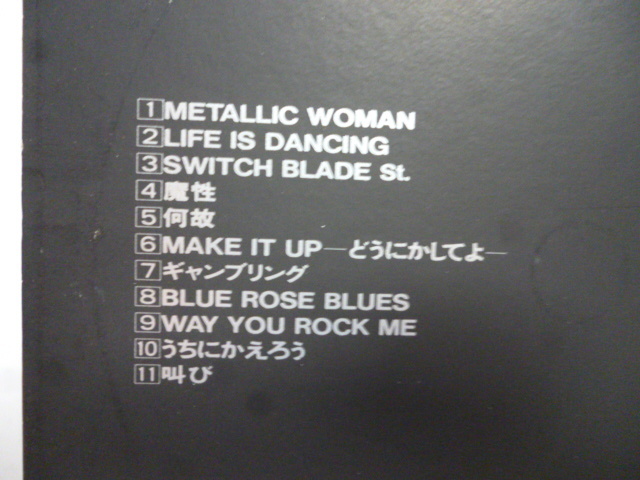 1 METALLIC WOMAN
2 LIFE IS DANCING
3 SWITCH BLADE St.
4 魔性
5 何故
6 MAKE IT UP—どうにかしてよ—
7 ギャンブリング
8 BLUE ROSE BLUES
9 WAY YOU ROCK ME
10 うちにかえろう
11 叫び